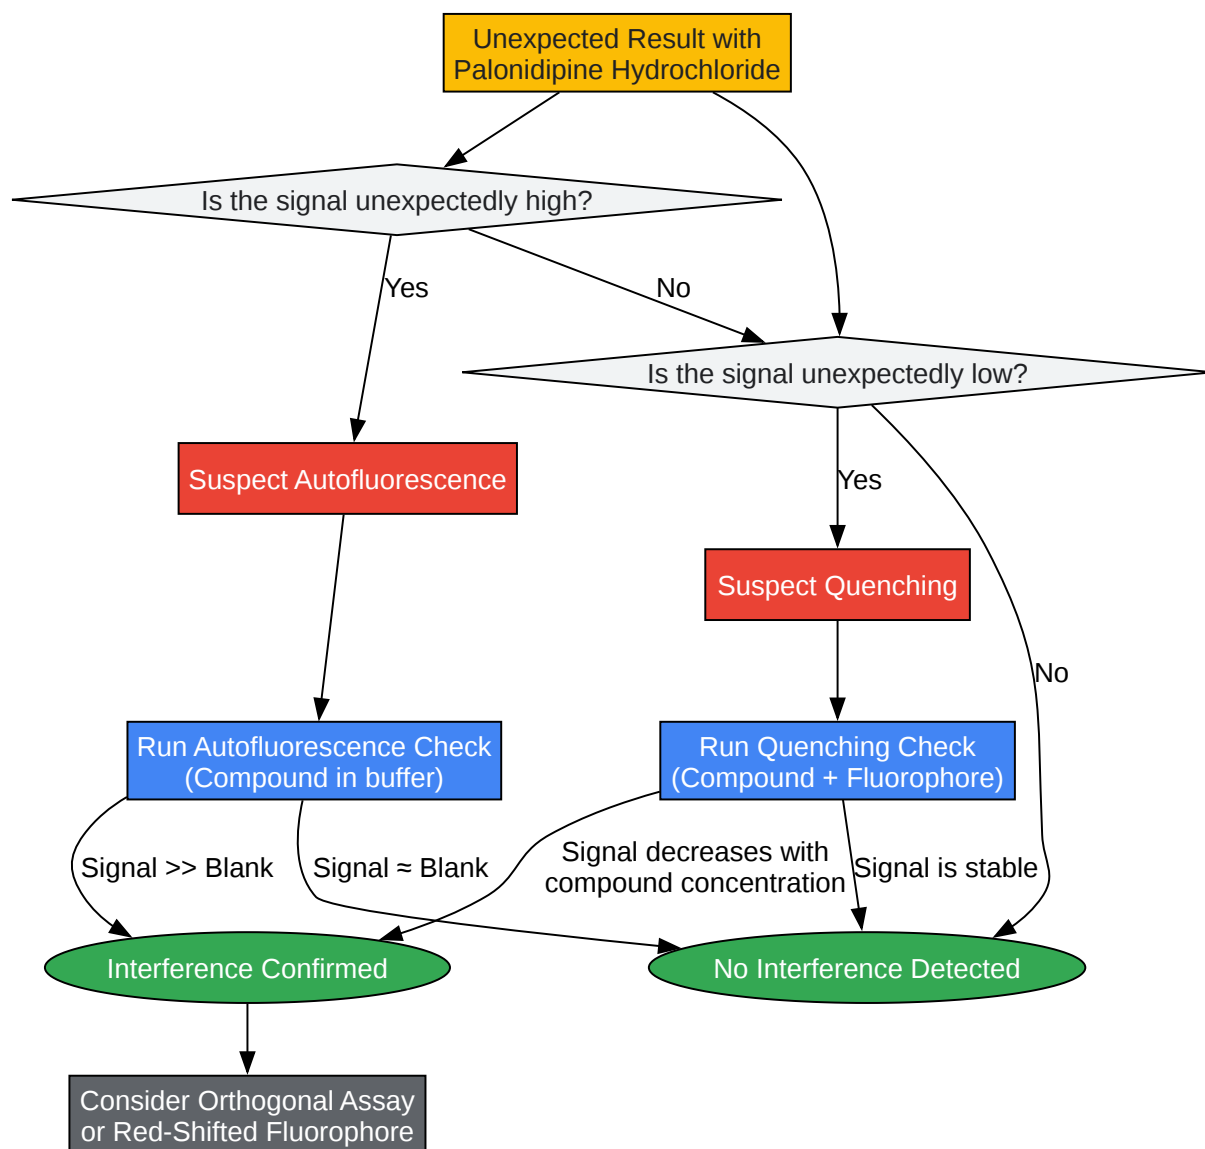 Unexpected Result with
Palonidipine Hydrochloride
Is the signal unexpectedly high?
Yes
No
Is the signal unexpectedly low?
Suspect Autofluorescence
Yes
Suspect Quenching
No
Run Autofluorescence Check
(Compound in buffer)
Run Quenching Check
(Compound + Fluorophore)
Signal >> Blank
Signal ≈ Blank
Signal decreases with
compound concentration
Signal is stable
Interference Confirmed
No Interference Detected
Consider Orthogonal Assay
or Red-Shifted Fluorophore